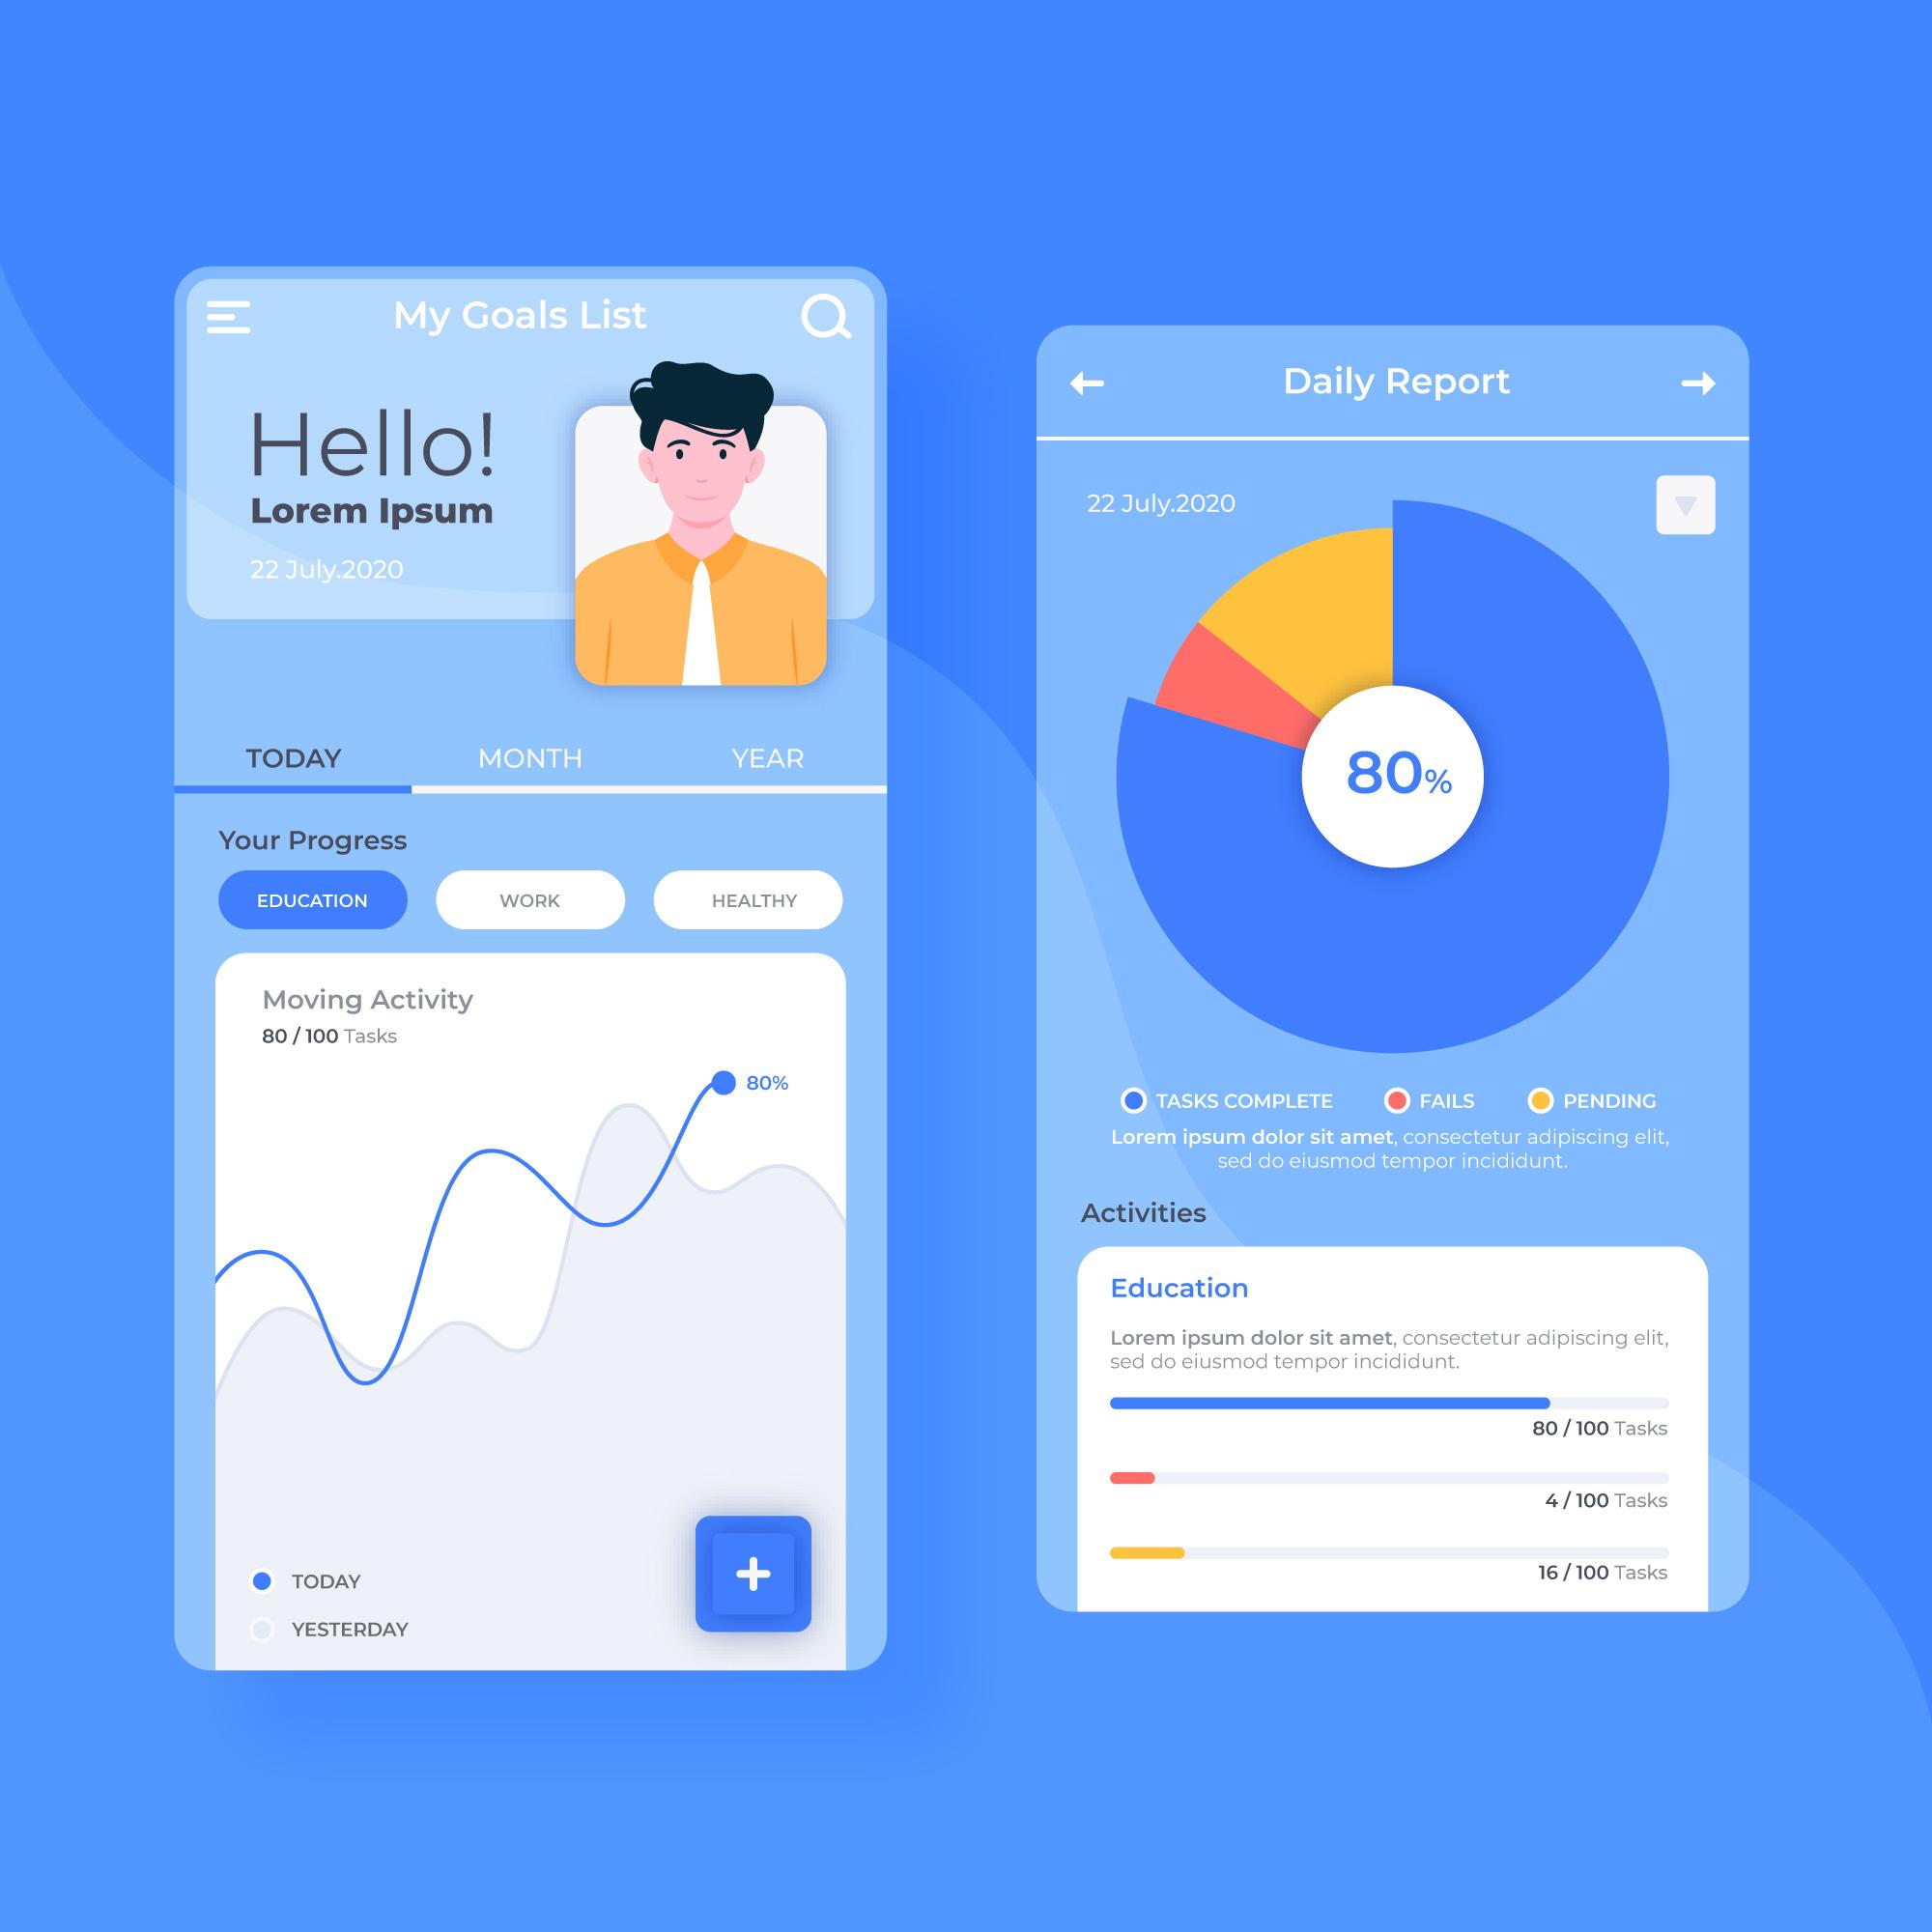 My Goals List
Hello!
Lorem Ipsum
22 July.2020
TODAY MONTH YEAR
Your Progress
EDUCATION WORK HEALTHY
Moving Activity
80 / 100 Tasks
80%
TODAY
YESTERDAY
Daily Report
22 July.2020
80%
TASKS COMPLETE FAILS PENDING
Lorem ipsum dolor sit amet, consectetur adipiscing elit,
sed do eiusmod tempor incididunt.
Activities
Education
Lorem ipsum dolor sit amet, consectetur adipiscing elit,
sed do eiusmod tempor incididunt.
80 / 100 Tasks
4 / 100 Tasks
16 / 100 Tasks